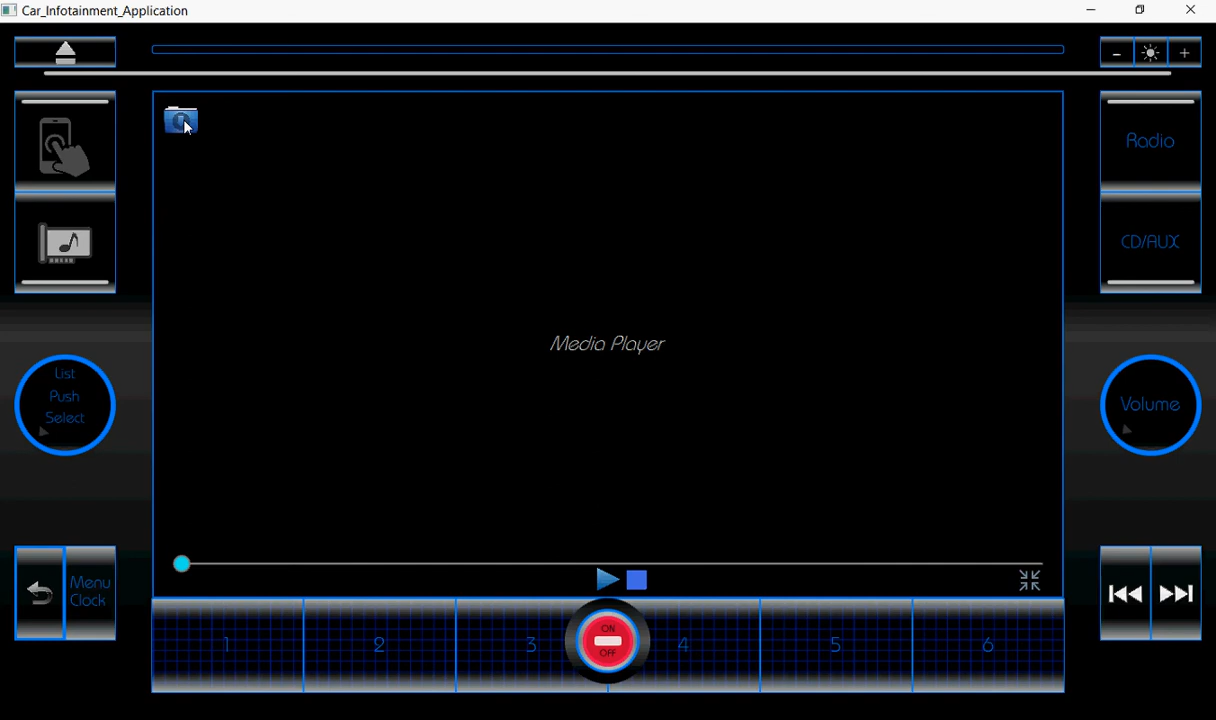 Car_Infotainment_Application
-
+
Radio
CD/AUX
Media Player
List
Push
Select
Volume
Menu
Clock
1
2
3
4
5
6
ON
OFF